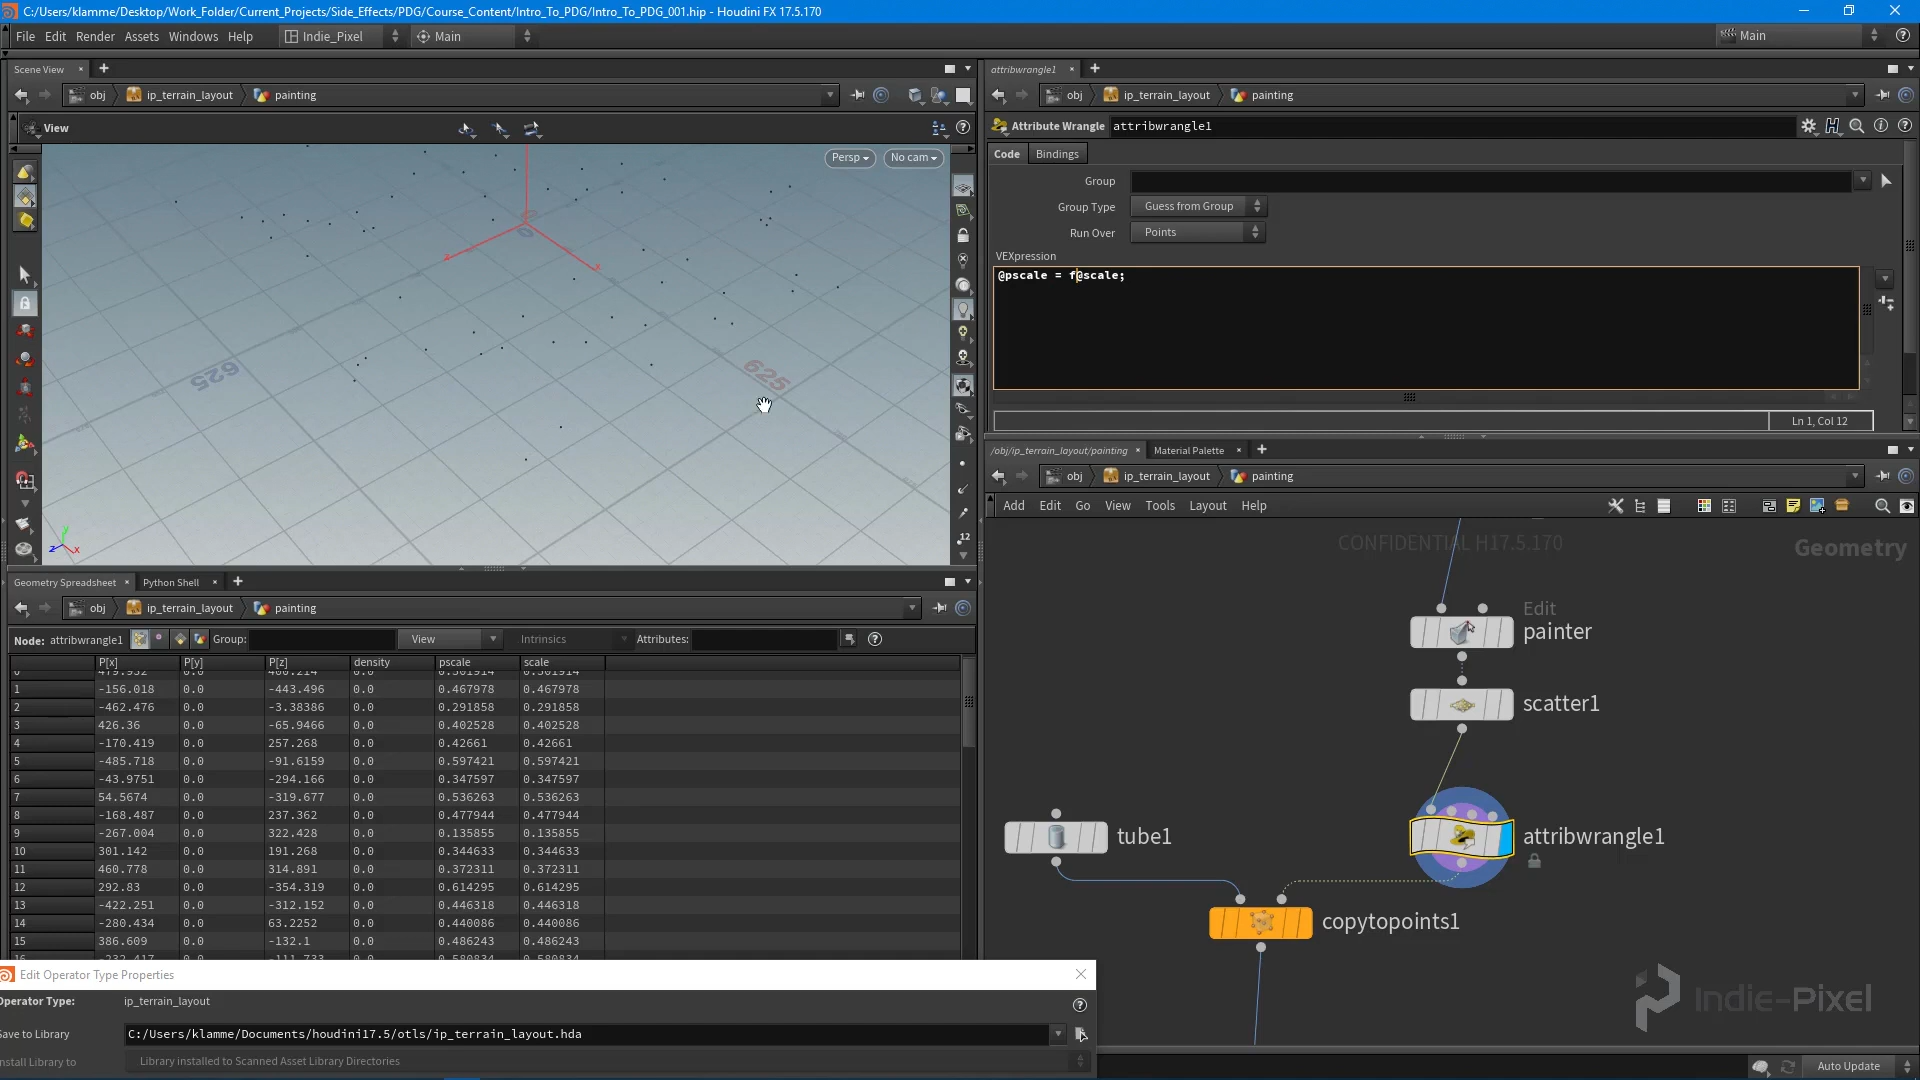 C:/Users/klamme/Desktop/Work_Folder/Current_Projects/Side_Effects/PDG/Course_Content/Intro_To_PDG/Intro_To_PDG_001.hip - Houdini FX 17.5.170
File Edit Render Assets Windows Help Indie_Pixel Main Main
Scene View
obj ip_terrain_layout painting
View
Persp No cam
625
625
attribwrangle1
obj ip_terrain_layout painting
Attribute Wrangle attribwrangle1
Code Bindings
Group
Group Type Guess from Group
Run Over Points
VEXpression
@pscale = f@scale;
Ln 1, Col 12
/obj/ip_terrain_layout/painting Material Palette
obj ip_terrain_layout painting
Add Edit Go View Tools Layout Help
CONFIDENTIAL H17.5.170
Geometry
Edit
painter
scatter1
tube1
attribwrangle1
copytopoints1
Indie-Pixel
Geometry Spreadsheet Python Shell
obj ip_terrain_layout painting
Node: attribwrangle1 Group: View Intrinsics Attributes:
P[x] P[y] P[z] density pscale scale
1 -156.018 0.0 -443.496 0.0 0.467978 0.467978
2 -462.476 0.0 -3.38386 0.0 0.291858 0.291858
3 426.36 0.0 -65.9466 0.0 0.402528 0.402528
4 -170.419 0.0 257.268 0.0 0.42661 0.42661
5 -485.718 0.0 -91.6159 0.0 0.597421 0.597421
6 -43.9751 0.0 -294.166 0.0 0.347597 0.347597
7 54.5674 0.0 -319.677 0.0 0.536263 0.536263
8 -168.487 0.0 237.362 0.0 0.477944 0.477944
9 -267.004 0.0 322.428 0.0 0.135855 0.135855
10 301.142 0.0 191.268 0.0 0.344633 0.344633
11 460.778 0.0 314.891 0.0 0.372311 0.372311
12 292.83 0.0 -354.319 0.0 0.614295 0.614295
13 -422.251 0.0 -312.152 0.0 0.446318 0.446318
14 -280.434 0.0 63.2252 0.0 0.440086 0.440086
15 386.609 0.0 -132.1 0.0 0.486243 0.486243
Edit Operator Type Properties
Operator Type: ip_terrain_layout
Save to Library C:/Users/klamme/Documents/houdini17.5/otls/ip_terrain_layout.hda
Install Library to Library installed to Scanned Asset Library Directories
Auto Update